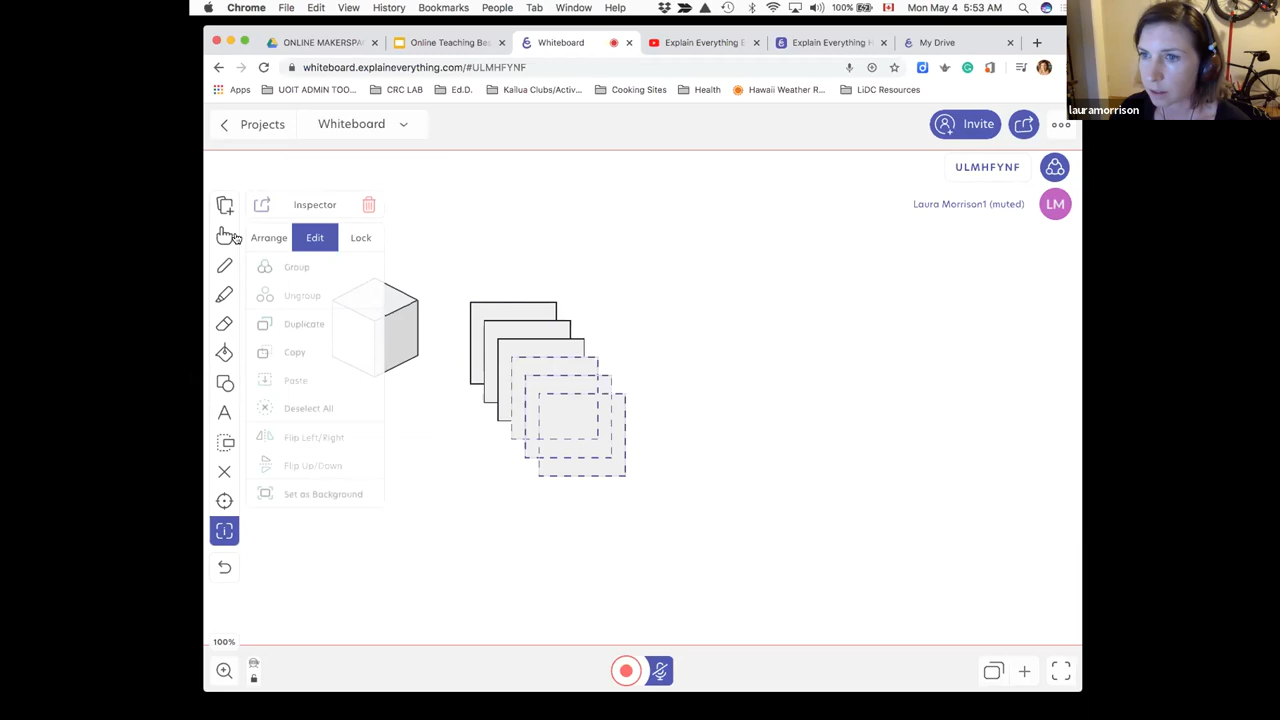 Chrome File Edit View History Bookmarks People Tab Window Help 100% Mon May 4 5:53 AM
ONLINE MAKERSPA Online Teaching Bes Whiteboard Explain Everything E Explain Everything H My Drive
whiteboard.explaineverything.com/#ULMHFYNF
lauramorrison
Apps UOIT ADMIN TOO... CRC LAB Ed.D. Kailua Clubs/Activ... Cooking Sites Health Hawaii Weather R... LiDC Resources
Projects Whiteboard Invite
ULMHFYNF
Inspector Laura Morrison1 (muted) LM
Arrange Edit Lock
Group
Ungroup
Duplicate
Copy
Paste
Deselect All
Flip Left/Right
Flip Up/Down
Set as Background
100%